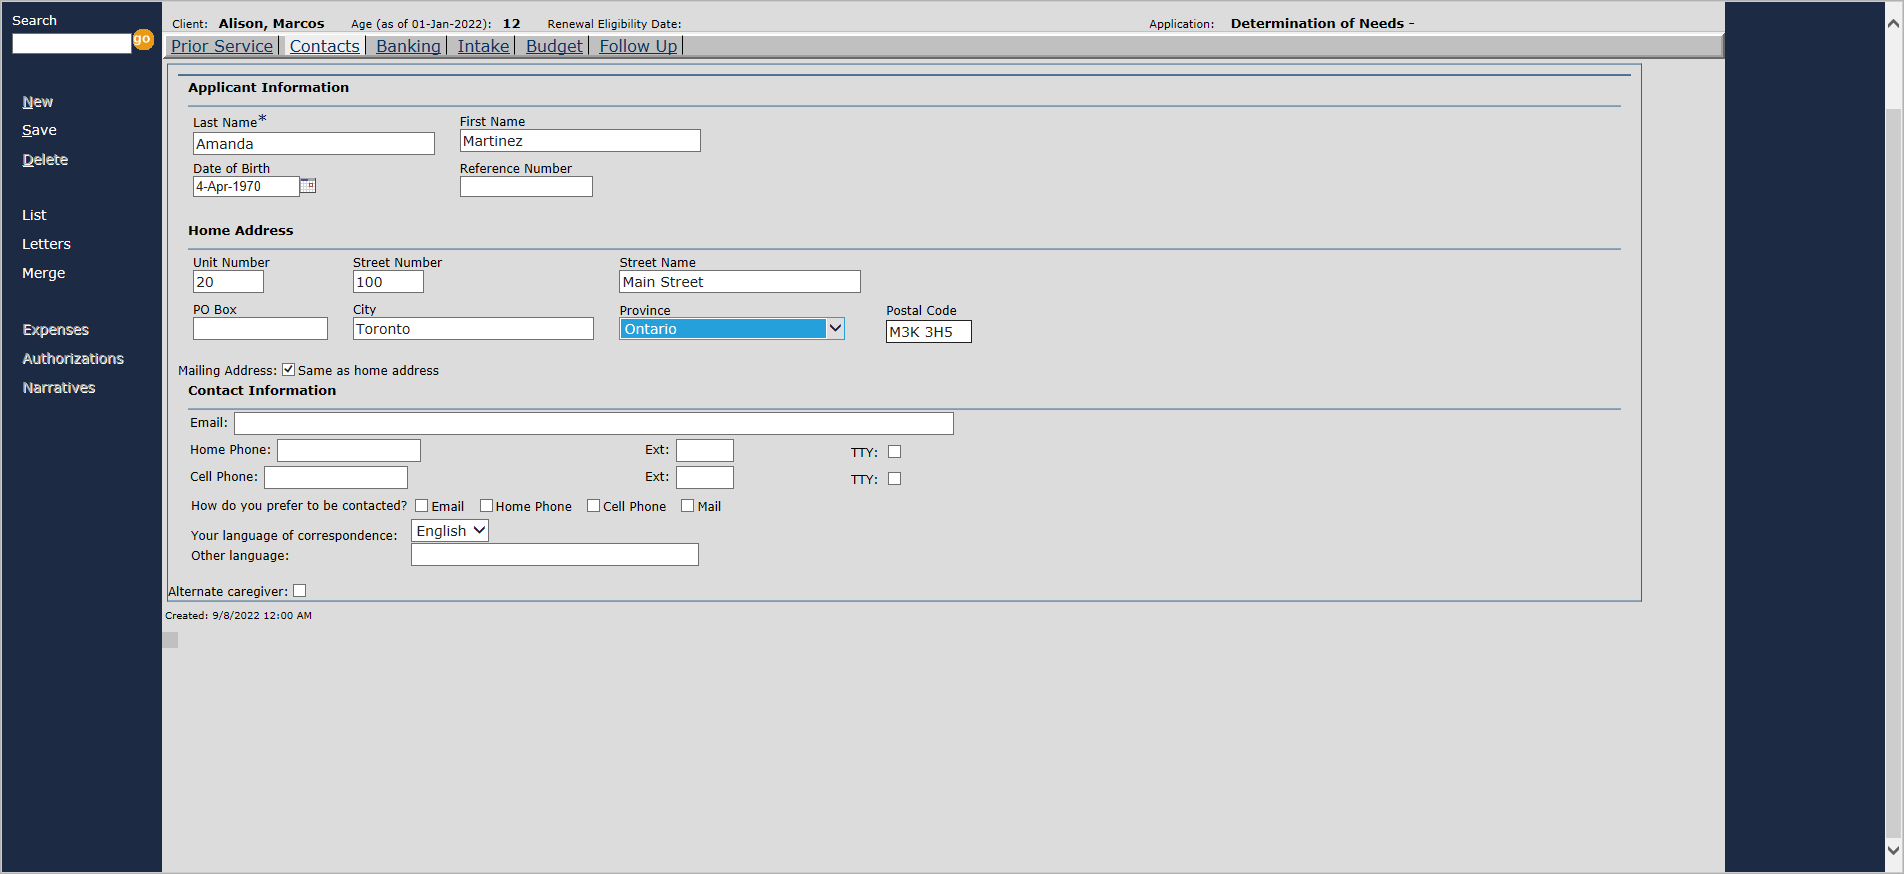 Search
go
New
Save
Delete
List
Letters
Merge
Expenses
Authorizations
Narratives
Client: Alison, Marcos Age (as of 01-Jan-2022): 12 Renewal Eligibility Date: Application: Determination of Needs -
Prior Service Contacts Banking Intake Budget Follow Up
Applicant Information
Last Name* First Name
Amanda Martinez
Date of Birth Reference Number
4-Apr-1970
Home Address
Unit Number Street Number Street Name
20 100 Main Street
PO Box City Province Postal Code
Toronto Ontario M3K 3H5
Mailing Address: Same as home address
Contact Information
Email:
Home Phone: Ext: TTY:
Cell Phone: Ext: TTY:
How do you prefer to be contacted? Email Home Phone Cell Phone Mail
Your language of correspondence: English
Other language:
Alternate caregiver:
Created: 9/8/2022 12:00 AM